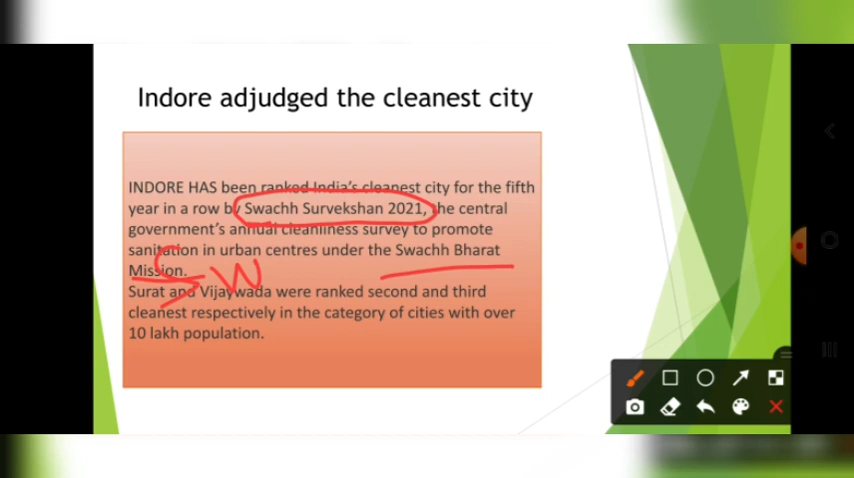 Indore adjudged the cleanest city
INDORE HAS been ranked India's cleanest city for the fifth
year in a row by Swachh Survekshan 2021, the central
government's annual cleanliness survey to promote
sanitation in urban centres under the Swachh Bharat
Mission.
SW
Surat and Vijaywada were ranked second and third
cleanest respectively in the category of cities with over
10 lakh population.